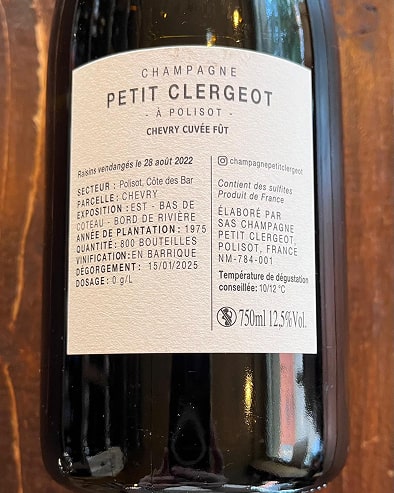 CHAMPAGNE
PETIT CLERGEOT
- À POLISOT -
CHEVRY CUVÉE FÛT
Raisins vendangés le 28 août 2022
SECTEUR : Polisot, Côte des Bar
PARCELLE : CHEVRY
EXPOSITION : EST - BAS DE
COTEAU - BORD DE RIVIÈRE
ANNÉE DE PLANTATION : 1975
QUANTITÉ : 800 BOUTEILLES
VINIFICATION : EN BARRIQUE
DÉGORGEMENT : 15/01/2025
DOSAGE : 0 g/L
champagnepetitclergeot
Contient des sulfites
Produit de France
ÉLABORÉ PAR
SAS CHAMPAGNE
PETIT CLERGEOT,
POLISOT, FRANCE
NM-784-001
Température de dégustation
conseillée: 10/12 °C
750ml 12,5%Vol.